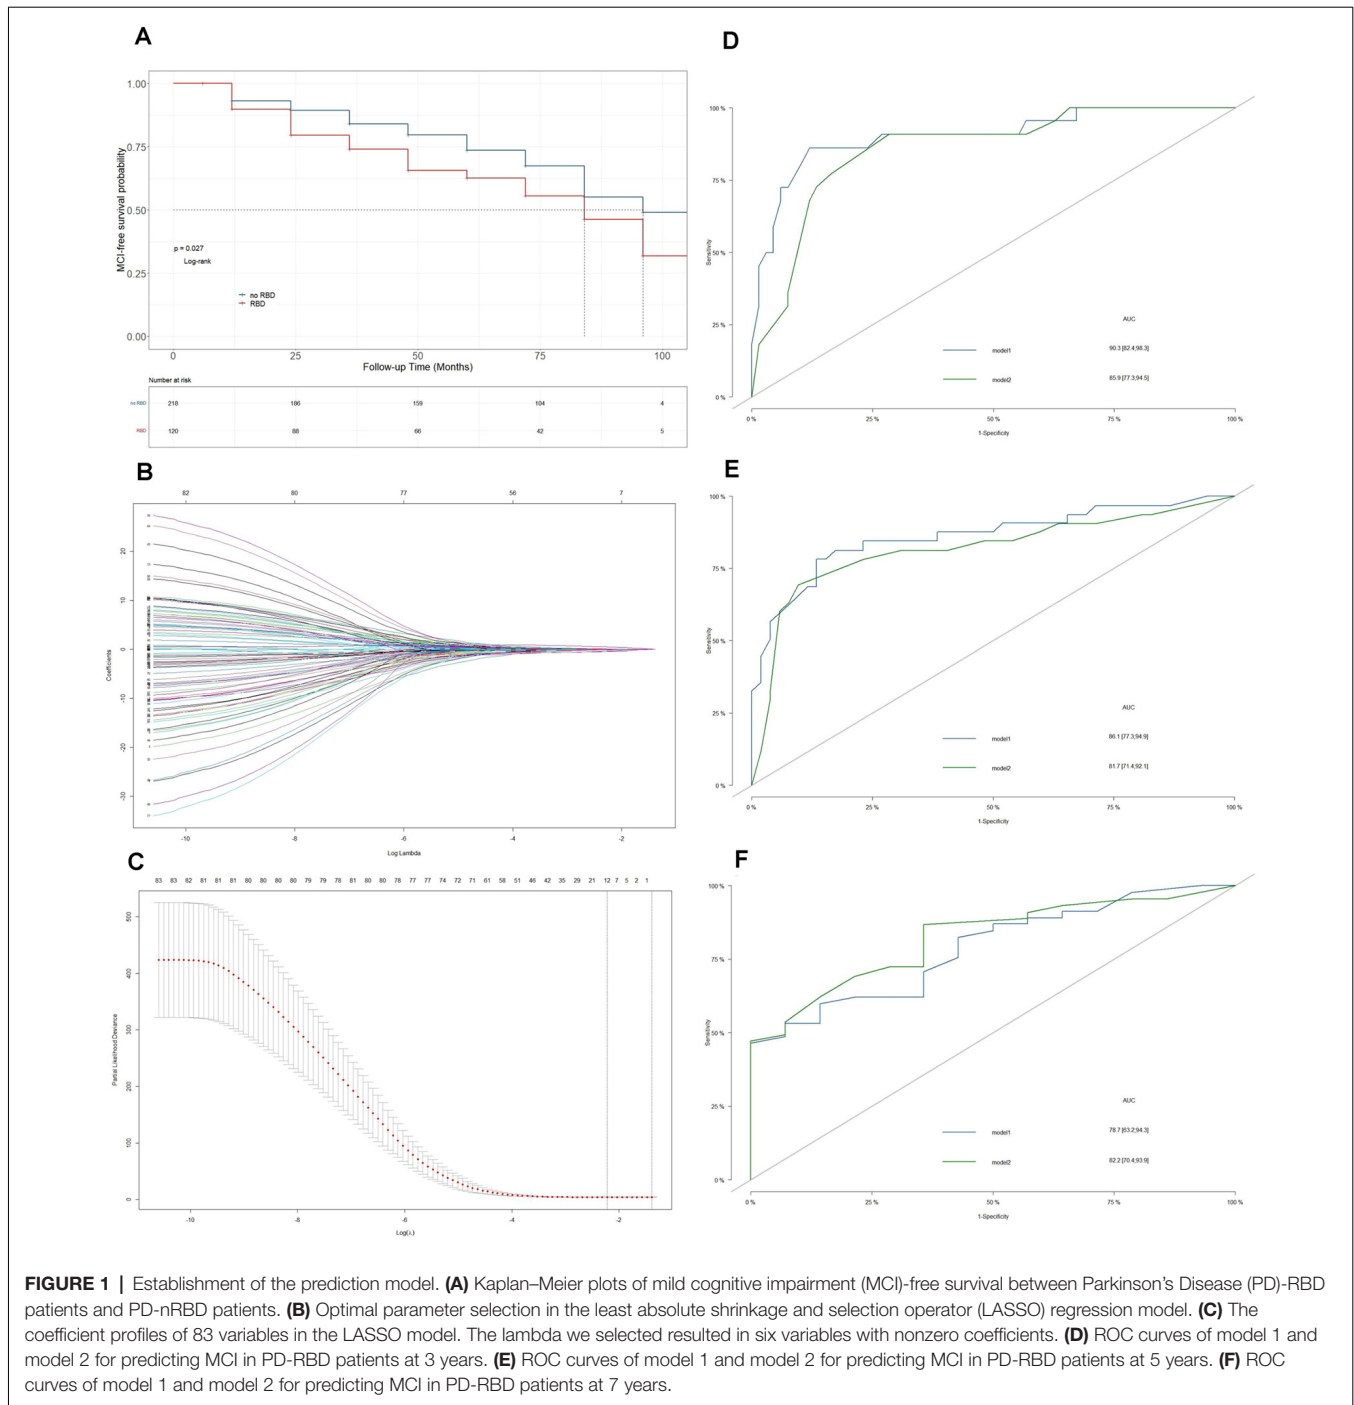 A
1.00
0.75
0.50
0.25
0.00
MCI-free survival probability
p = 0.027
Log-rank
no RBD
RBD
0 25 50 75 100
Follow-up Time (Months)
Number at risk
no RBD 218 186 159 104 4
RBD 120 88 66 42 5
B
82 80 77 56 7
20
10
0
-10
-20
-30
Coefficients
-10 -8 -6 -4 -2
Log Lambda
C
83 83 82 81 81 81 80 80 80 80 79 79 78 81 80 80 78 77 77 74 72 71 61 58 51 46 42 35 29 21 12 7 5 2 1
500
400
300
200
100
0
Partial Likelihood Deviance
-10 -8 -6 -4 -2
Log(λ)
D
100 %
75 %
50 %
25 %
0 %
Sensitivity
AUC
model1 90.3 [82.4;98.3]
model2 85.9 [77.3;94.5]
0 % 25 % 50 % 75 % 100 %
1-Specificity
E
100 %
75 %
50 %
25 %
0 %
Sensitivity
AUC
model1 86.1 [77.3;94.9]
model2 81.7 [71.4;92.1]
0 % 25 % 50 % 75 % 100 %
1-Specificity
F
100 %
75 %
50 %
25 %
0 %
Sensitivity
AUC
model1 78.7 [63.2;94.3]
model2 82.2 [70.4;93.9]
0 % 25 % 50 % 75 % 100 %
1-Specificity
FIGURE 1 | Establishment of the prediction model. (A) Kaplan–Meier plots of mild cognitive impairment (MCI)-free survival between Parkinson's Disease (PD)-RBD
patients and PD-nRBD patients. (B) Optimal parameter selection in the least absolute shrinkage and selection operator (LASSO) regression model. (C) The
coefficient profiles of 83 variables in the LASSO model. The lambda we selected resulted in six variables with nonzero coefficients. (D) ROC curves of model 1 and
model 2 for predicting MCI in PD-RBD patients at 3 years. (E) ROC curves of model 1 and model 2 for predicting MCI in PD-RBD patients at 5 years. (F) ROC
curves of model 1 and model 2 for predicting MCI in PD-RBD patients at 7 years.